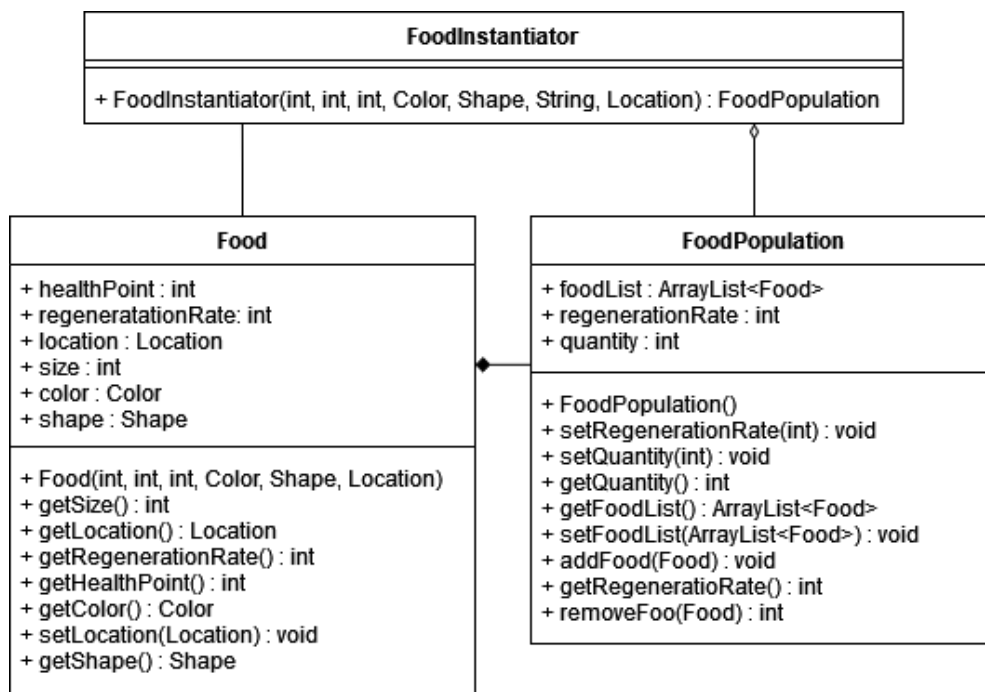 FoodInstantiator
+ FoodInstantiator(int, int, int, Color, Shape, String, Location) : FoodPopulation
Food
+ healthPoint : int
+ regeneratationRate: int
+ location : Location
+ size : int
+ color : Color
+ shape : Shape
+ Food(int, int, int, Color, Shape, Location)
+ getSize() : int
+ getLocation() : Location
+ getRegenerationRate() : int
+ getHealthPoint() : int
+ getColor() : Color
+ setLocation(Location) : void
+ getShape() : Shape
FoodPopulation
+ foodList : ArrayList<Food>
+ regenerationRate : int
+ quantity : int
+ FoodPopulation()
+ setRegenerationRate(int) : void
+ setQuantity(int) : void
+ getQuantity() : int
+ getFoodList() : ArrayList<Food>
+ setFoodList(ArrayList<Food>) : void
+ addFood(Food) : void
+ getRegeneratioRate() : int
+ removeFoo(Food) : int